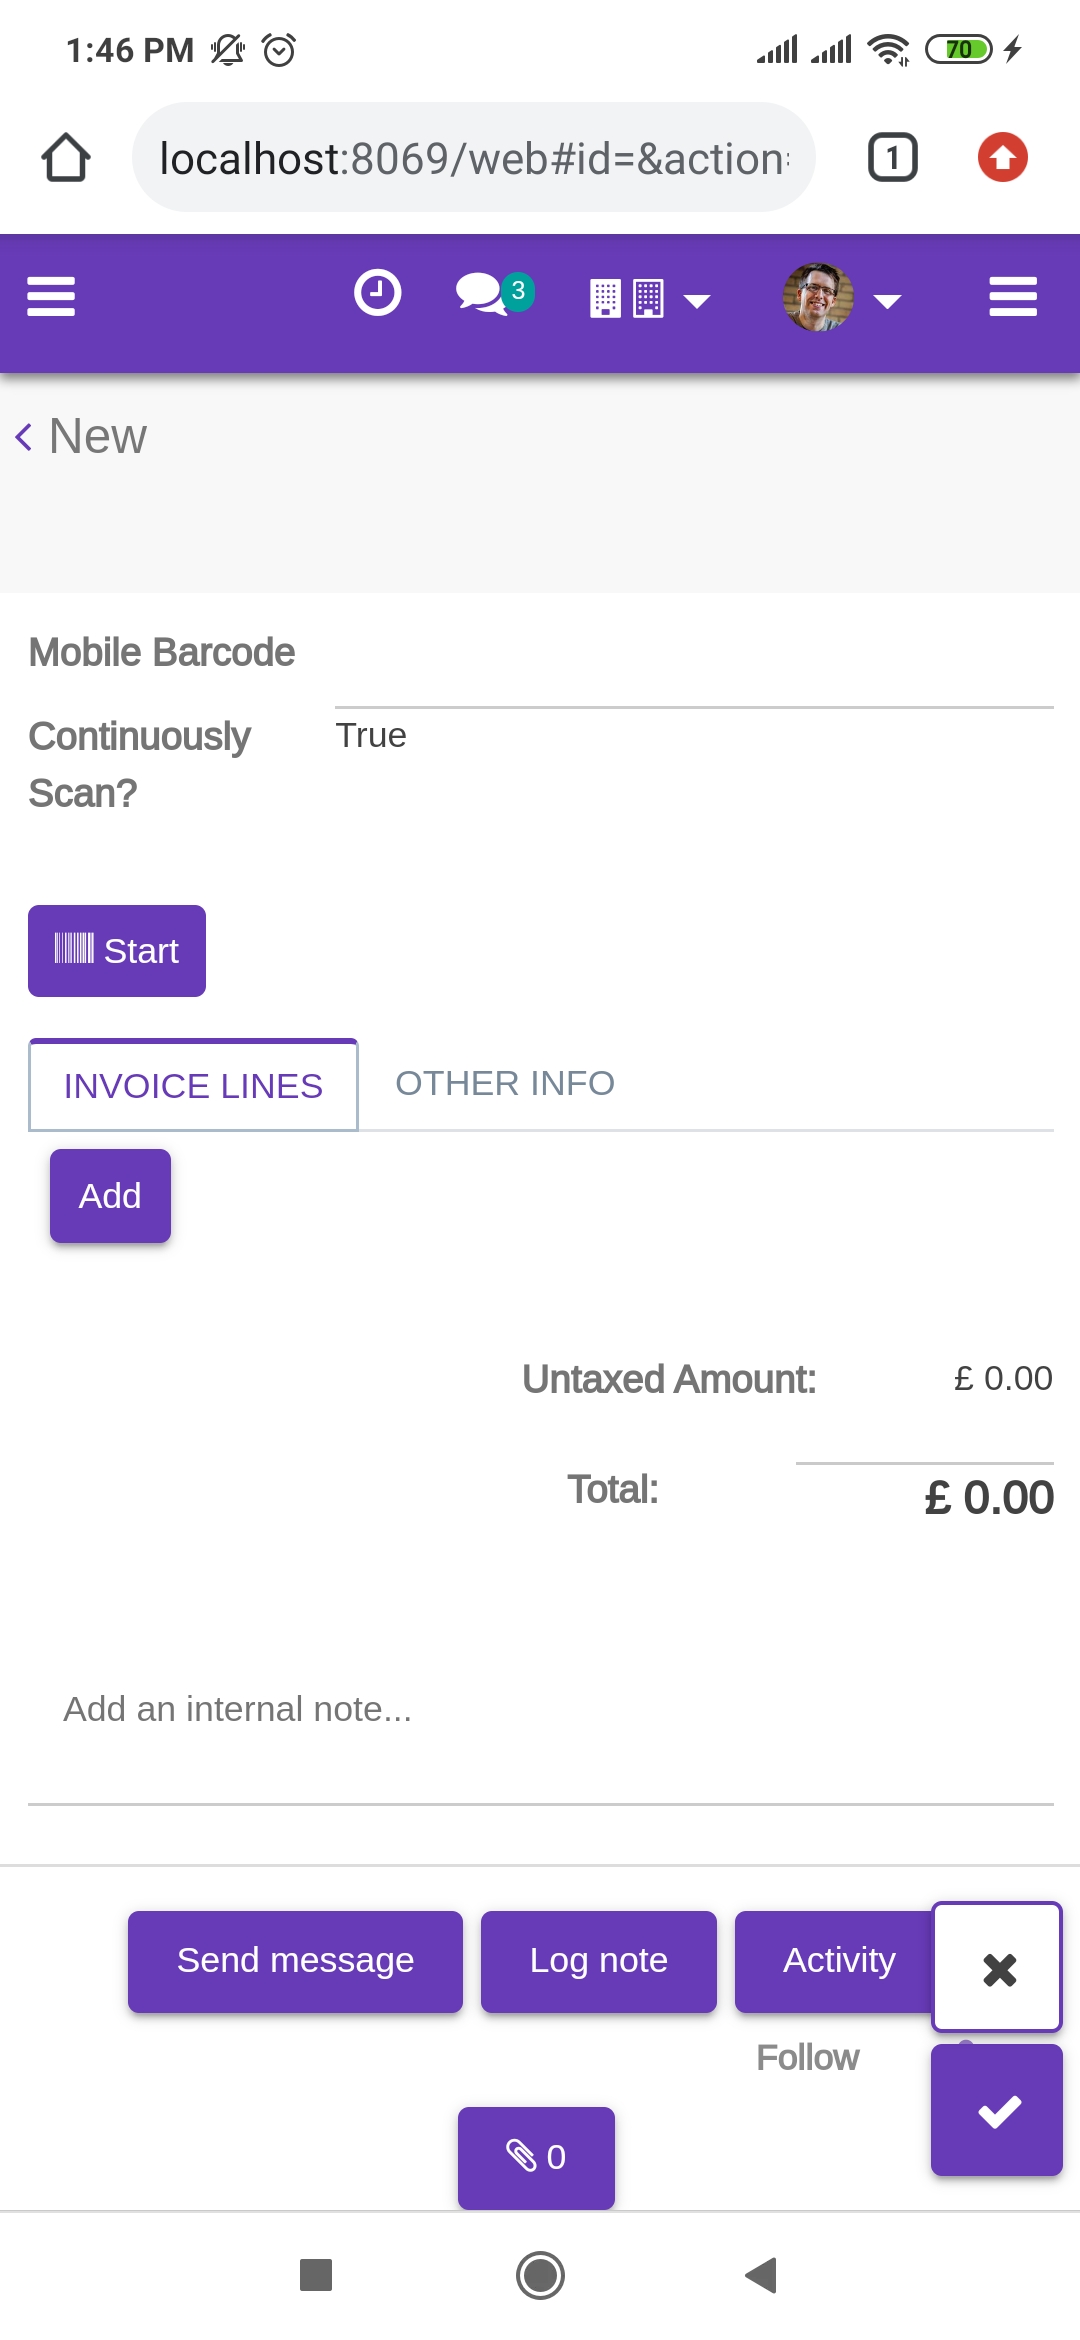 1:46 PM
70
localhost:8069/web#id=&action
1
3
New
Mobile Barcode
Continuously
Scan?
True
Start
INVOICE LINES
OTHER INFO
Add
Untaxed Amount:
£ 0.00
Total:
£ 0.00
Add an internal note...
Send message
Log note
Activity
Follow
0